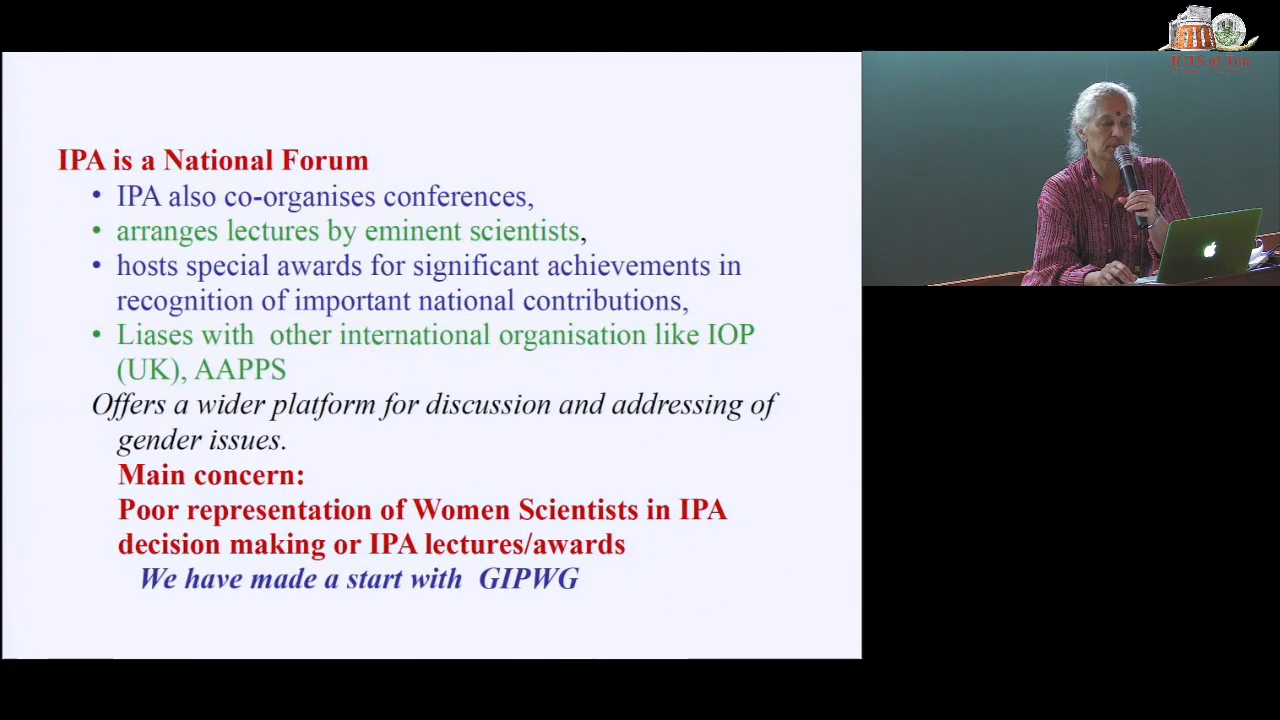 IPA is a National Forum
• IPA also co-organises conferences,
• arranges lectures by eminent scientists,
• hosts special awards for significant achievements in
recognition of important national contributions,
• Liases with other international organisation like IOP
(UK), AAPPS
Offers a wider platform for discussion and addressing of
gender issues.
Main concern:
Poor representation of Women Scientists in IPA
decision making or IPA lectures/awards
We have made a start with GIPWG
ICTS at Ten